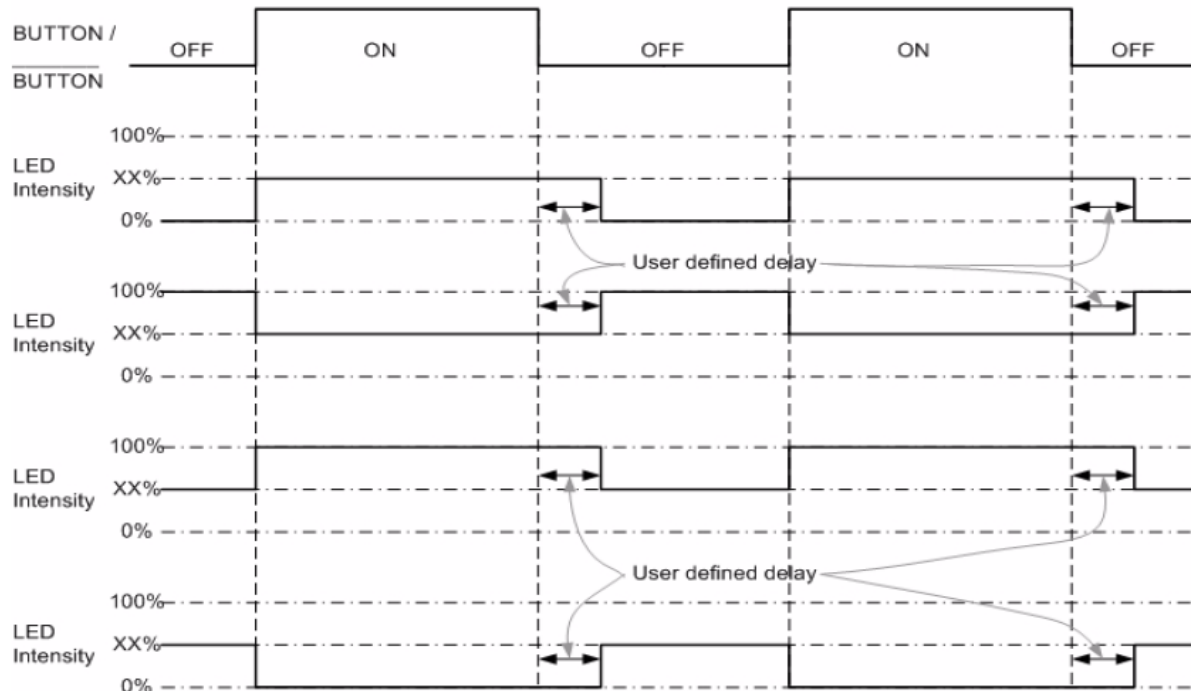 BUTTON /
BUTTON
OFF
ON
OFF
ON
OFF
LED
Intensity
100%
XX%
0%
User defined delay
LED
Intensity
100%
XX%
0%
LED
Intensity
100%
XX%
0%
User defined delay
LED
Intensity
100%
XX%
0%